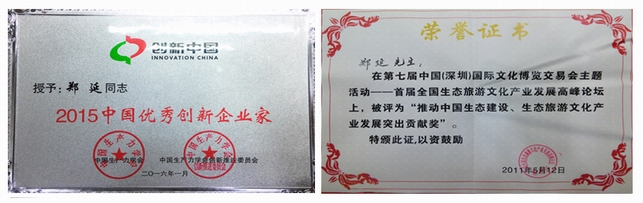 创新中国
INNOVATION CHINA
授予：郑 延同志
2015中国优秀创新企业家
中国生产力学会 中国生产力学会创新推进委员会
二〇一六年一月
荣誉证书
郑延先生：
在第七届中国(深圳)国际文化博览交易会主题
活动——首届全国生态旅游文化产业发展高峰论坛
上，被评为“推动中国生态建设、生态旅游文化产
业发展突出贡献奖”。
特颁此证，以资鼓励
2011年5月12日